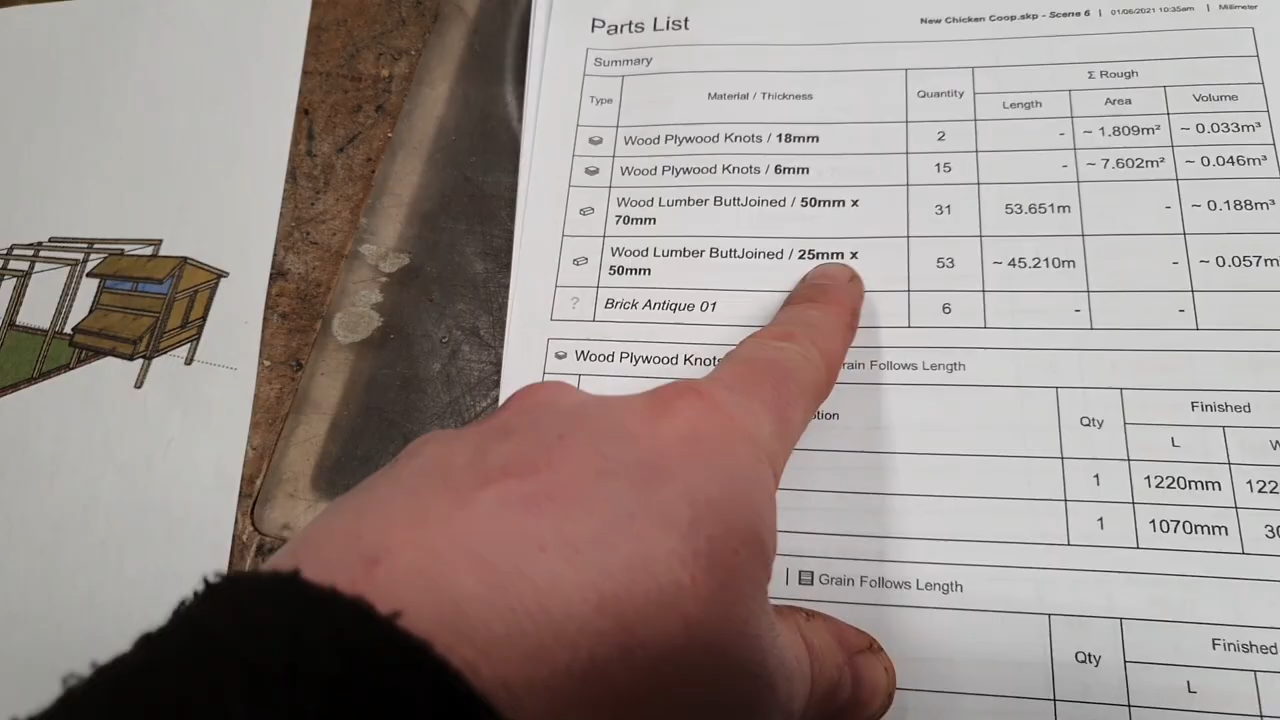 New Chicken Coop.skp - Scene 6 | 01/06/2021 10:35am | Millimeter
Parts List
Summary
Type Material / Thickness Quantity Σ Rough
Length Area Volume
Wood Plywood Knots / 18mm 2 - ~ 1.809m² ~ 0.033m³
Wood Plywood Knots / 6mm 15 - ~ 7.602m² ~ 0.046m³
Wood Lumber ButtJoined / 50mm x 31 53.651m - ~ 0.188m³
70mm
Wood Lumber ButtJoined / 25mm x 53 ~ 45.210m - ~ 0.057m
50mm
? Brick Antique 01 6 - -
Wood Plywood Knots Grain Follows Length
Qty Finished
L W
1 1220mm 122
1 1070mm 30
Grain Follows Length
Qty Finished
L